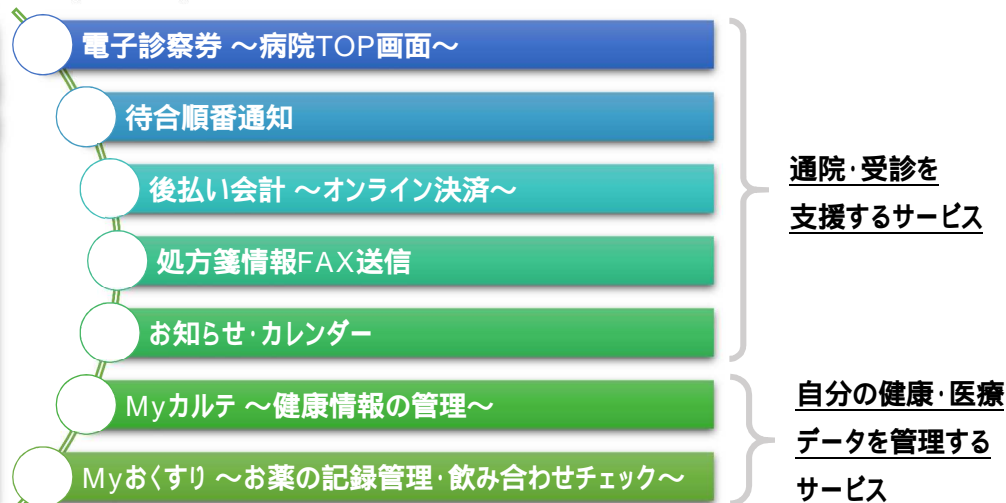 電子診察券 ～病院TOP画面～
待合順番通知
後払い会計 ～オンライン決済～
処方箋情報FAX送信
お知らせ・カレンダー
通院・受診を
支援するサービス
Myカルテ ～健康情報の管理～
Myおくすり ～お薬の記録管理・飲み合わせチェック～
自分の健康・医療
データを管理する
サービス